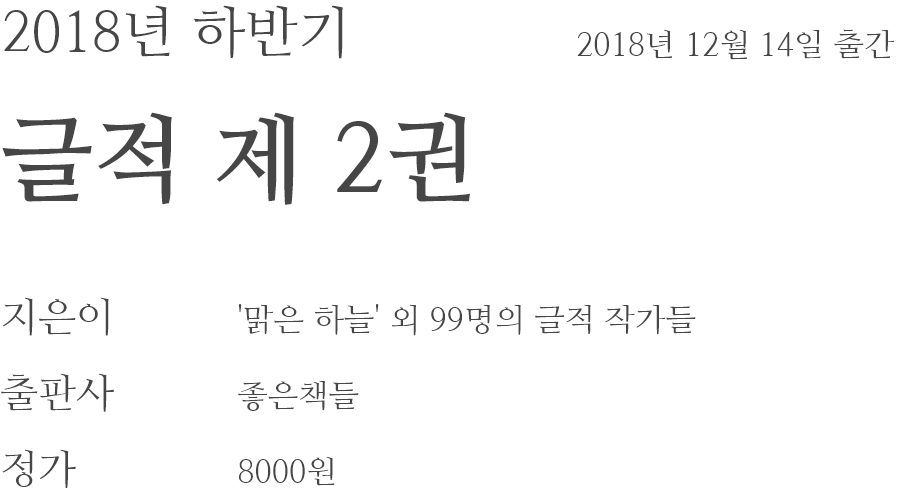 2018년 하반기
2018년 12월 14일 출간
글적 제 2권
지은이 '맑은 하늘' 외 99명의 글적 작가들
출판사 좋은책들
정가 8000원